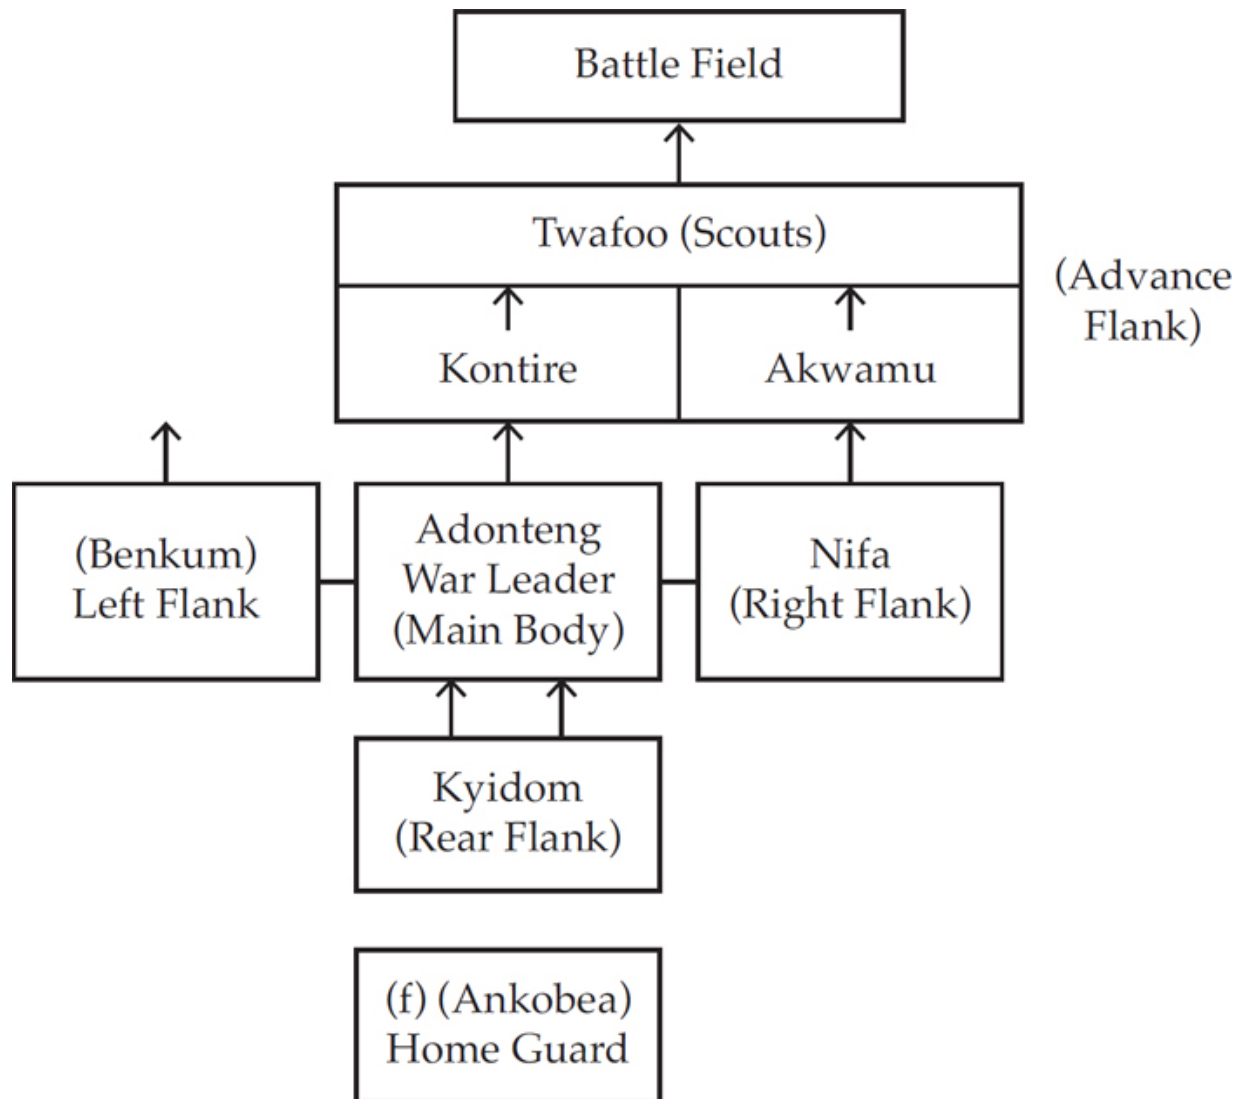 Battle Field
Twafoo (Scouts)
(Advance
Flank)
Kontire
Akwamu
(Benkum)
Left Flank
Adonteng
War Leader
(Main Body)
Nifa
(Right Flank)
Kyidom
(Rear Flank)
(f) (Ankobea)
Home Guard